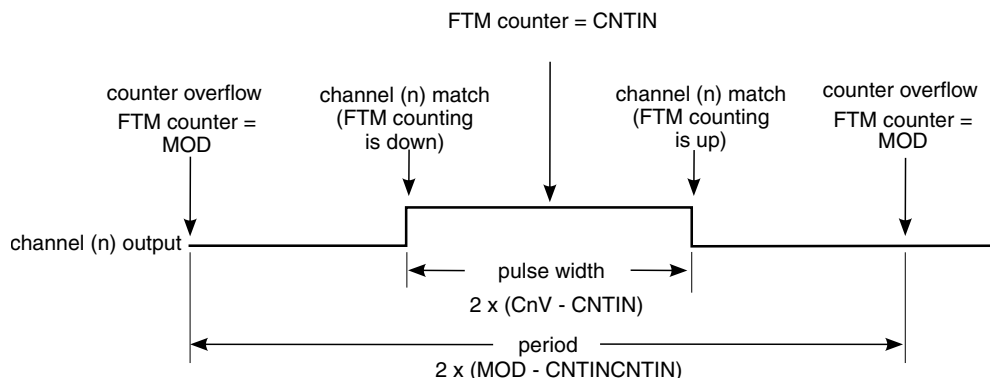 FTM counter = CNTIN
counter overflow
FTM counter =
MOD
channel (n) match
(FTM counting
is down)
channel (n) match
(FTM counting
is up)
counter overflow
FTM counter =
MOD
channel (n) output
pulse width
2 x (CnV - CNTIN)
period
2 x (MOD - CNTINCNTIN)